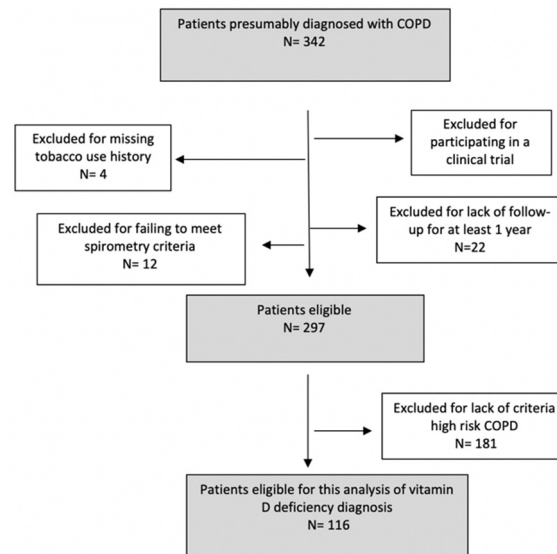 Patients presumably diagnosed with COPD
N= 342
Excluded for missing
tobacco use history
N= 4
Excluded for
participating in a
clinical trial
Excluded for failing to meet
spirometry criteria
N= 12
Excluded for lack of follow-
up for at least 1 year
N=22
Patients eligible
N= 297
Excluded for lack of criteria
high risk COPD
N= 181
Patients eligible for this analysis of vitamin
D deficiency diagnosis
N= 116